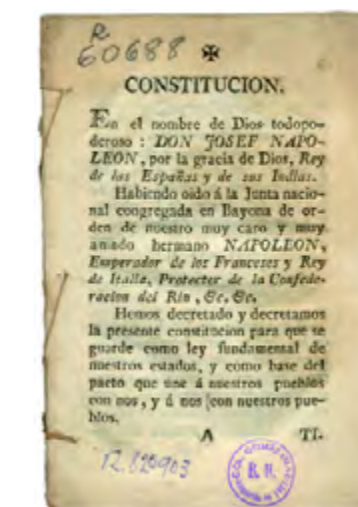 R
60688
✠
CONSTITUCION.
En el nombre de Dios todopo-
deroso : DON JOSEF NAPO-
LEON, por la gracia de Dios, Rey
de las Españas y de sus Indias.
Habiendo oido á la Junta nacio-
nal congregada en Bayona de or-
den de nuestro muy caro y muy
amado hermano NAPOLEON,
Emperador de los Franceses y Rey
de Italia, Protector de la Confede-
racion del Rin, &c. &c.
Hemos decretado y decretamos
la presente constitucion para que se
guarde como ley fundamental de
nuestros estados, y como base del
pacto que une á nuestros pueblos
con nos, y á nos con nuestros pue-
blos.
A TI-
12.820903
B. N.